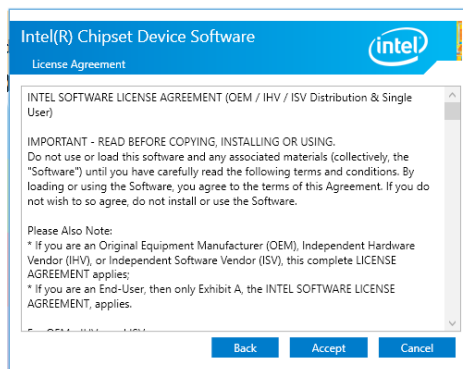 Intel(R) Chipset Device Software
License Agreement
(intel)
INTEL SOFTWARE LICENSE AGREEMENT (OEM / IHV / ISV Distribution & Single
User)
IMPORTANT - READ BEFORE COPYING, INSTALLING OR USING.
Do not use or load this software and any associated materials (collectively, the
"Software") until you have carefully read the following terms and conditions. By
loading or using the Software, you agree to the terms of this Agreement. If you do
not wish to so agree, do not install or use the Software.
Please Also Note:
* If you are an Original Equipment Manufacturer (OEM), Independent Hardware
Vendor (IHV), or Independent Software Vendor (ISV), this complete LICENSE
AGREEMENT applies;
* If you are an End-User, then only Exhibit A, the INTEL SOFTWARE LICENSE
AGREEMENT, applies.
Back Accept Cancel